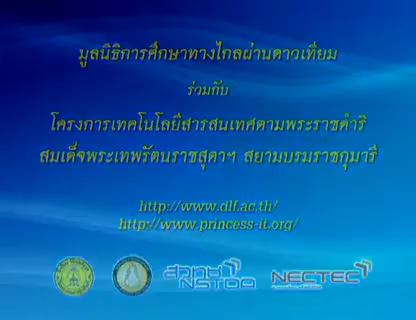 มูลนิธิการศึกษาทางไกลผ่านดาวเทียม
ร่วมกับ
โครงการเทคโนโลยีสารสนเทศตามพระราชดำริ
สมเด็จพระเทพรัตนราชสุดาฯ สยามบรมราชกุมารี
http://www.dlf.ac.th/
http://www.princess-it.org/
สวทช
NSTDA
NECTEC